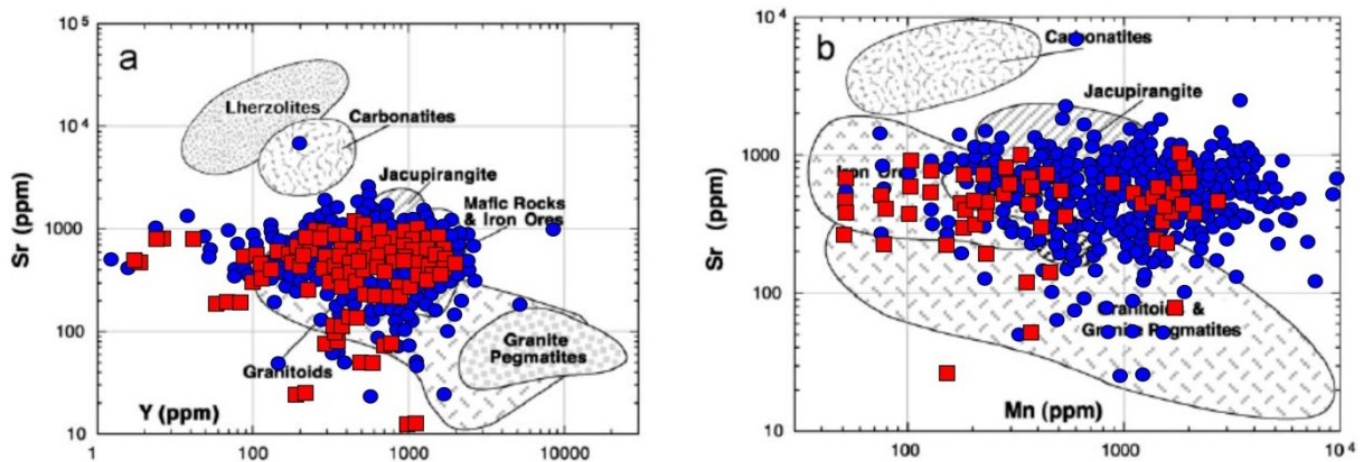 a
10⁵
10⁴
1000
100
10
Sr (ppm)
Lherzolites
Carbonatites
Jacupirangite
Mafic Rocks
& Iron Ores
Granite
Pegmatites
Granitoids
Y (ppm)
1
100
1000
10000
b
10⁴
1000
100
10
Sr (ppm)
Carbonatites
Jacupirangite
Iron Ores
Granitoids &
Granite Pegmatites
Mn (ppm)
100
1000
10⁴